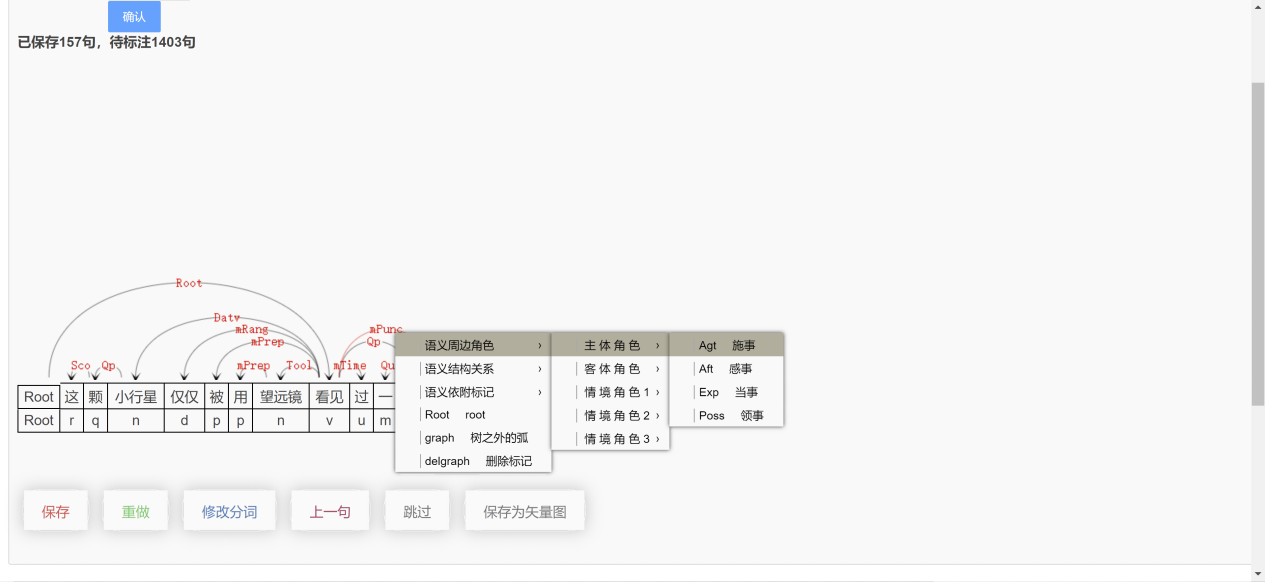 确认
已保存157句，待标注1403句
Root
Datv
mRang
mPunc
mPrep
Qp
Sco Qp mPrep Tool mTime Qu
Root 这 颗 小行星 仅仅 被 用 望远镜 看见 过 一
Root r q n d p p n v u m
语义周边角色 ›
语义结构关系 ›
语义依附标记 ›
Root root
graph 树之外的弧
delgraph 删除标记
主体角色 ›
客体角色 ›
情境角色1 ›
情境角色2 ›
情境角色3 ›
Agt 施事
Aft 感事
Exp 当事
Poss 领事
保存 重做 修改分词 上一句 跳过 保存为矢量图